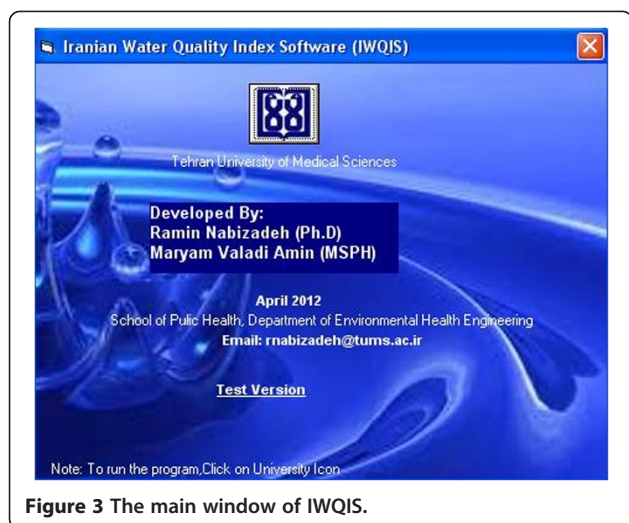 Iranian Water Quality Index Software (IWQIS)
Tehran University of Medical Sciences
Developed By:
Ramin Nabizadeh (Ph.D)
Maryam Valadi Amin (MSPH)
April 2012
School of Pulic Health, Department of Environmental Health Engineering
Email: rnabizadeh@tums.ac.ir
Test Version
Note: To run the program,Click on University Icon
Figure 3 The main window of IWQIS.